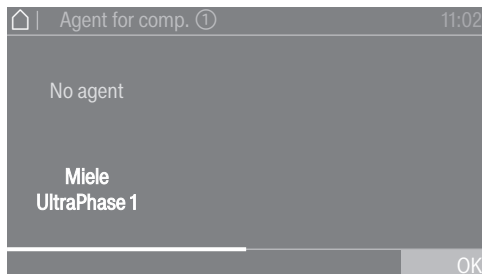 Agent for comp. ① 11:02
No agent
Miele
UltraPhase 1
OK